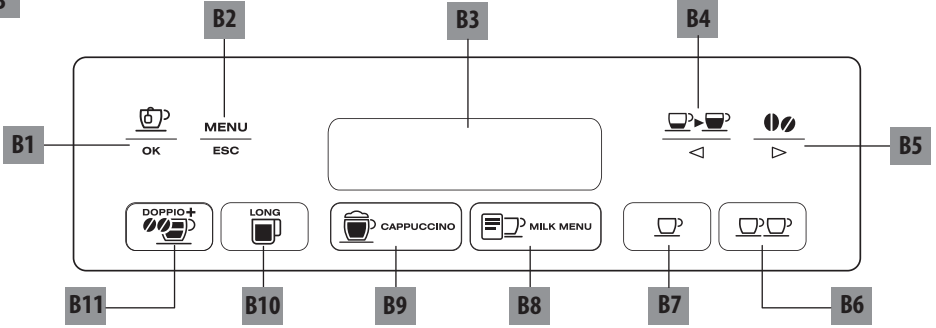 B2 B3 B4
B1 B5
MENU
OK ESC
DOPPIO+ LONG
CAPPUCCINO MILK MENU
B11 B10 B9 B8 B7 B6